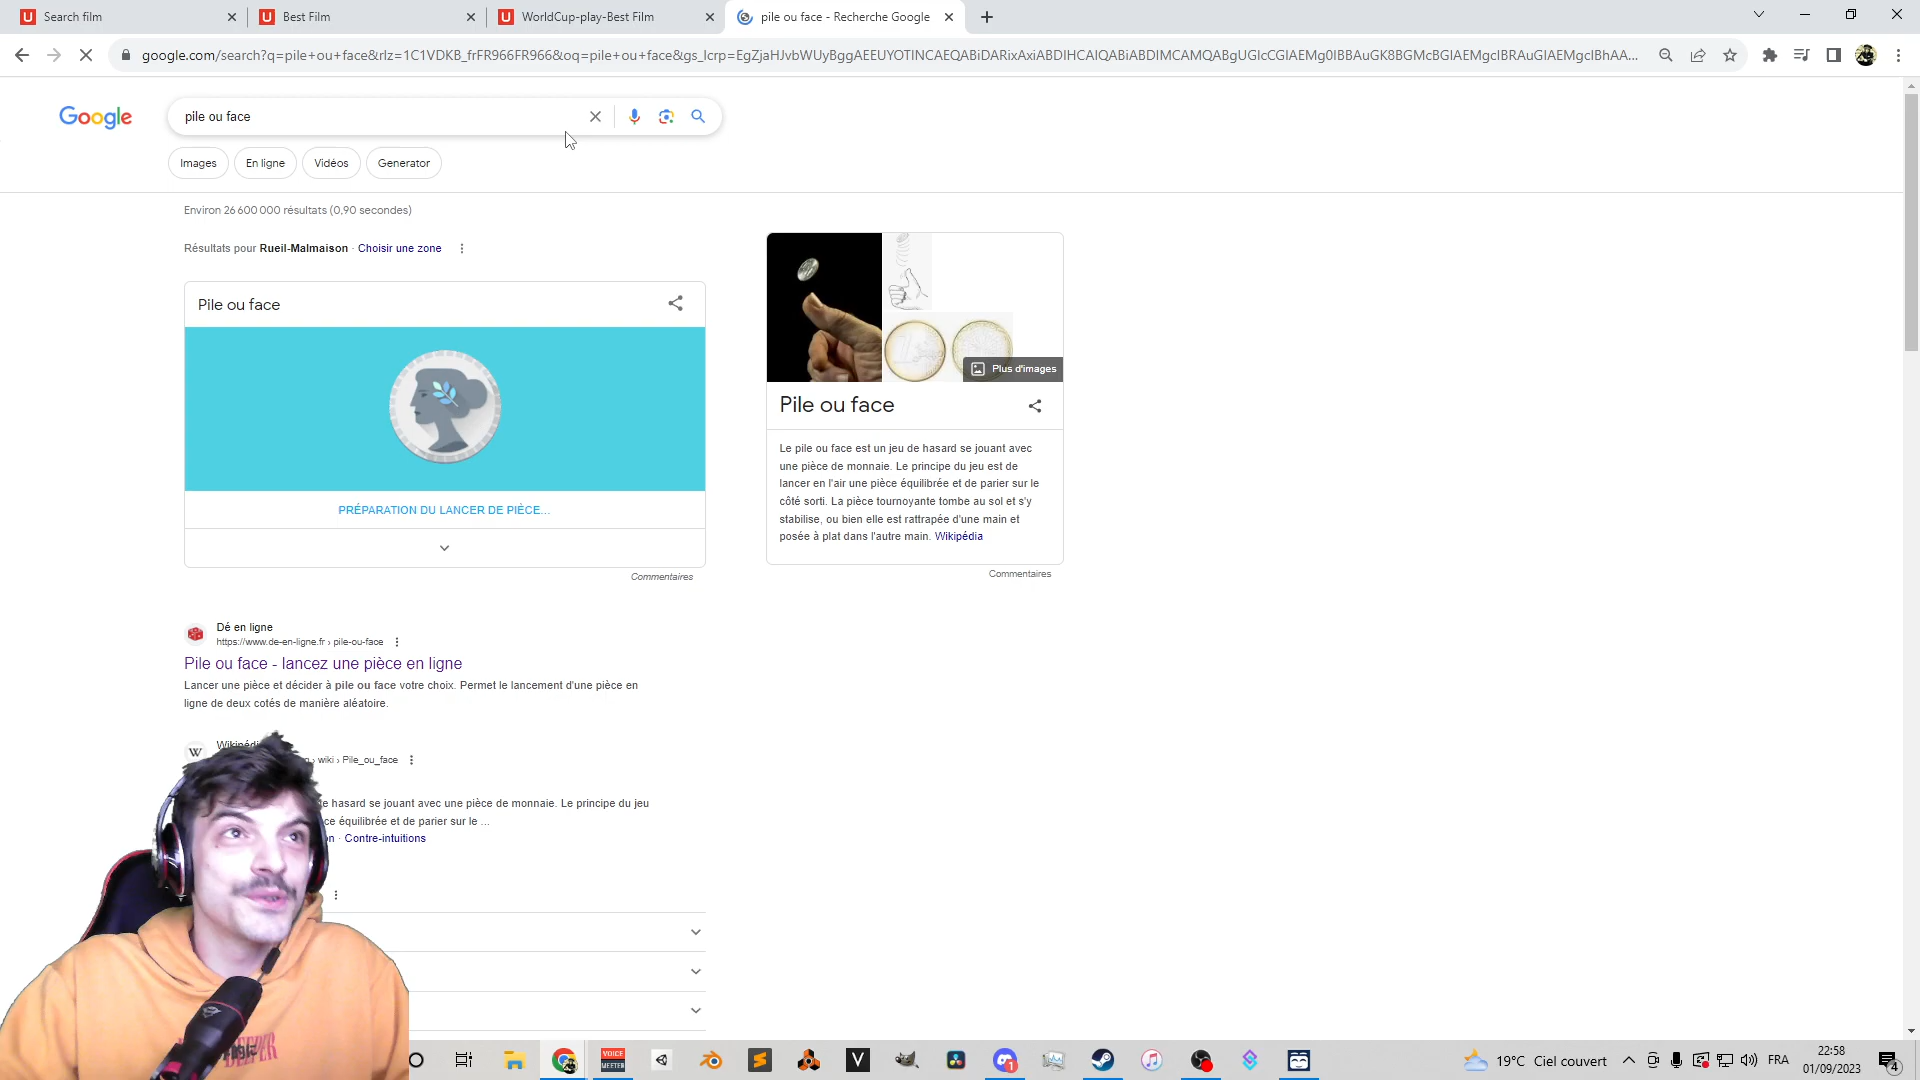 Search film
Best Film
WorldCup-play-Best Film
pile ou face - Recherche Google
google.com/search?q=pile+ou+face&rlz=1C1VDKB_frFR966FR966&oq=pile+ou+face&gs_lcrp=EgZjaHJvbWUyBggAEEUYOTINCAEQABiDARixAxiABDIHCAIQABiABDIMCAMQABgUGIcCGIAEMg0IBBAuGK8BGMcBGIAEMgcIBRAuGIAEMgcIBhAA...
Google
pile ou face
Images
En ligne
Vidéos
Generator
Environ 26 600 000 résultats (0,90 secondes)
Résultats pour Rueil-Malmaison · Choisir une zone
Pile ou face
PRÉPARATION DU LANCER DE PIÈCE...
Commentaires
Plus d'images
Pile ou face
Le pile ou face est un jeu de hasard se jouant avec
une pièce de monnaie. Le principe du jeu est de
lancer en l'air une pièce équilibrée et de parier sur le
côté sorti. La pièce tournoyante tombe au sol et s'y
stabilise, ou bien elle est rattrapée d'une main et
posée à plat dans l'autre main. Wikipédia
Commentaires
Dé en ligne
https://www.de-en-ligne.fr › pile-ou-face
Pile ou face - lancez une pièce en ligne
Lancer une pièce et décider à pile ou face votre choix. Permet le lancement d'une pièce en
ligne de deux cotés de manière aléatoire.
› wiki › Pile_ou_face
hasard se jouant avec une pièce de monnaie. Le principe du jeu
équilibrée et de parier sur le ...
· Contre-intuitions
VOICE
MEETER
19°C Ciel couvert
FRA
22:58
01/09/2023